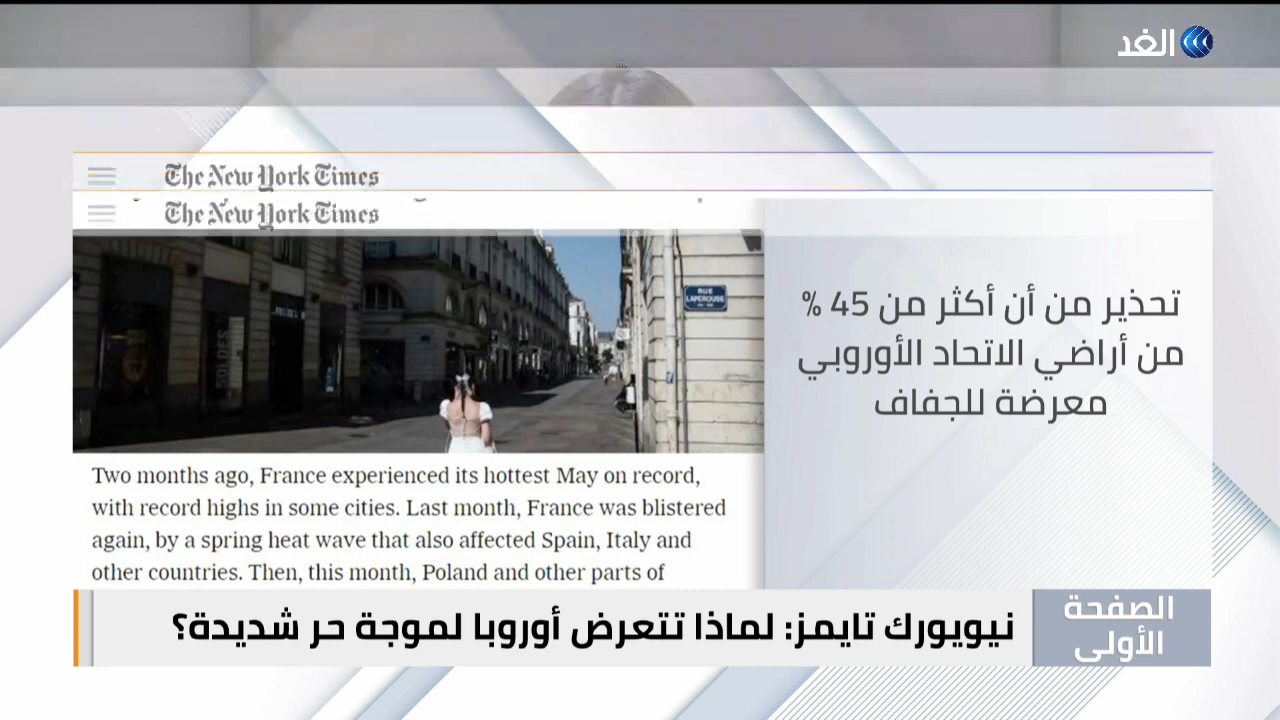 الغد
The New York Times
The New York Times
RUE
LAPEROUSE
SOLDES
تحذير من أن أكثر من 45 %
من أراضي الاتحاد الأوروبي
معرضة للجفاف
Two months ago, France experienced its hottest May on record,
with record highs in some cities. Last month, France was blistered
again, by a spring heat wave that also affected Spain, Italy and
other countries. Then, this month, Poland and other parts of
الصفحة
الأولى
نيويورك تايمز: لماذا تتعرض أوروبا لموجة حر شديدة؟